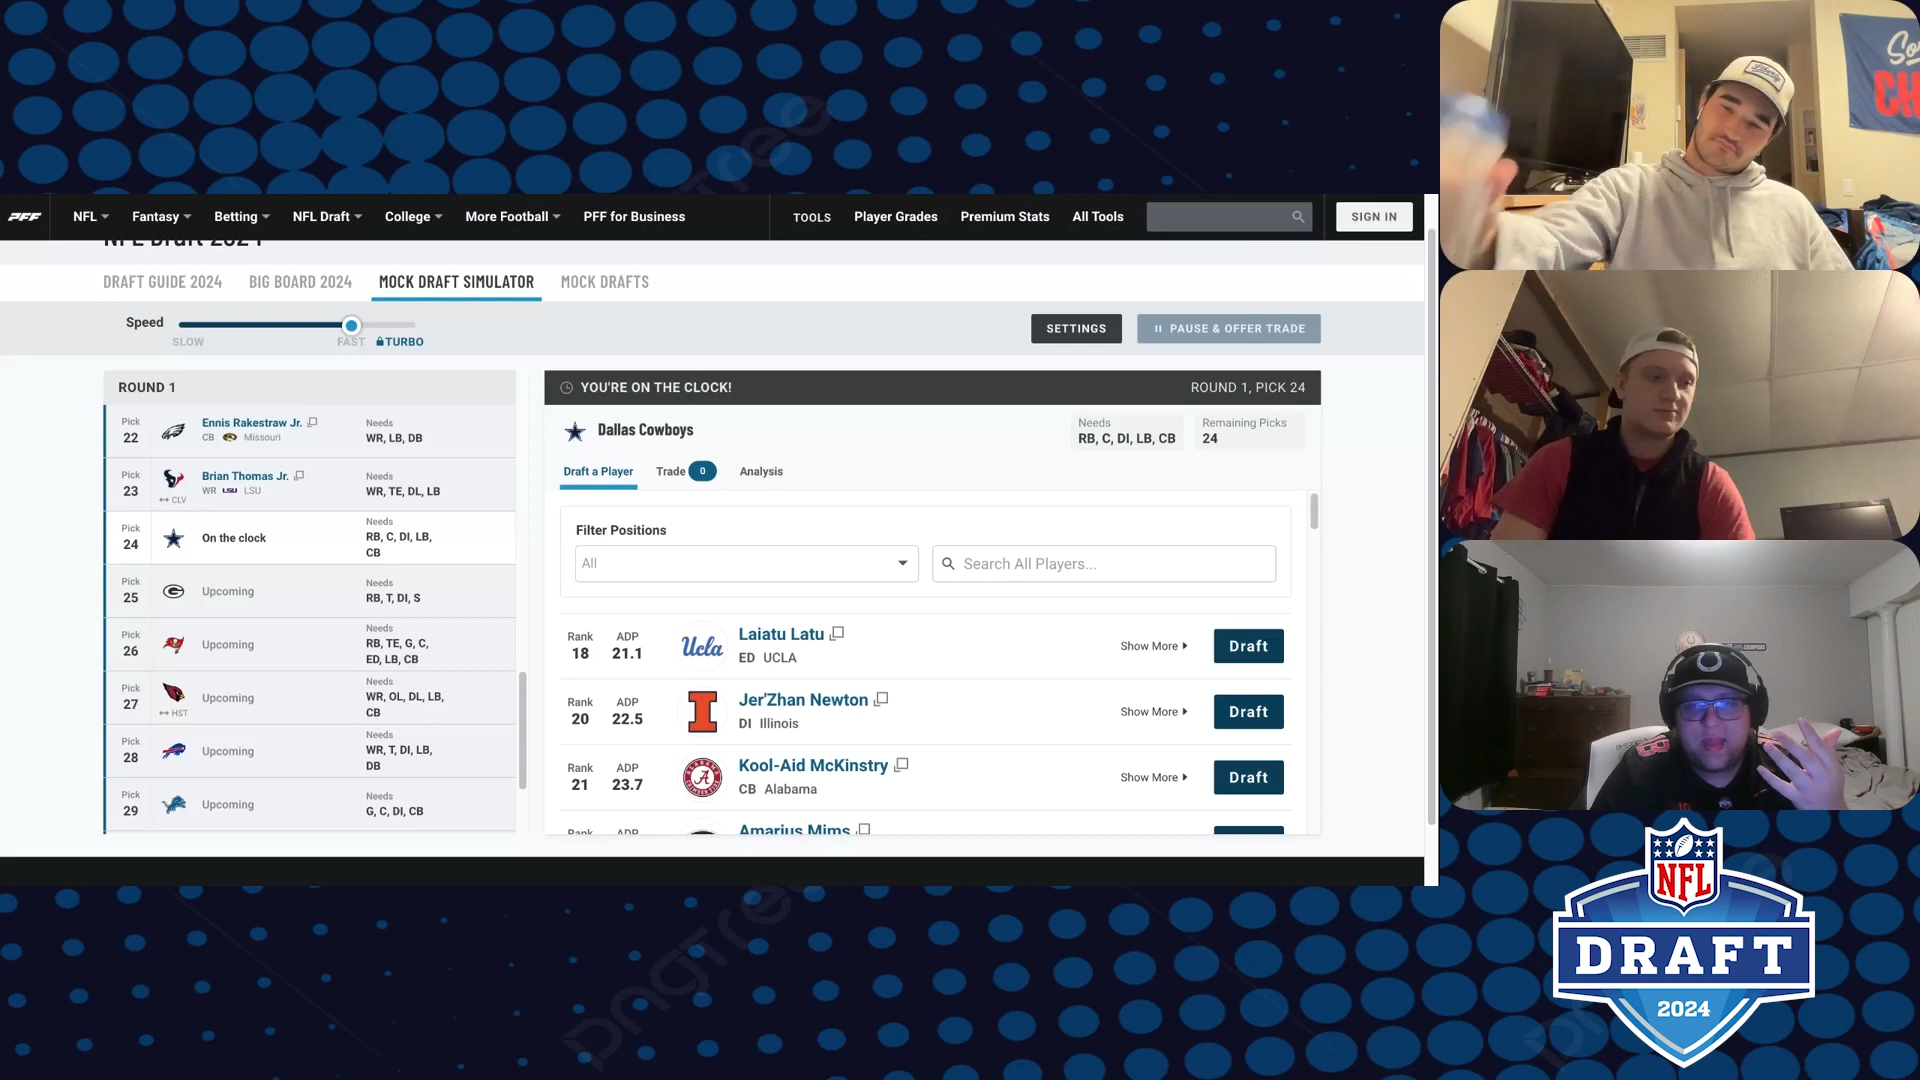 PFF
NFL
Fantasy
Betting
NFL Draft
College
More Football
PFF for Business
TOOLS
Player Grades
Premium Stats
All Tools
SIGN IN
NFL Draft 2024
DRAFT GUIDE 2024
BIG BOARD 2024
MOCK DRAFT SIMULATOR
MOCK DRAFTS
Speed
SLOW
FAST
TURBO
SETTINGS
PAUSE & OFFER TRADE
ROUND 1
Pick
22
Ennis Rakestraw Jr.
CB Missouri
Needs
WR, LB, DB
Pick
23
CLV
Brian Thomas Jr.
WR LSU LSU
Needs
WR, TE, DL, LB
Pick
24
On the clock
Needs
RB, C, DI, LB,
CB
Pick
25
Upcoming
Needs
RB, T, DI, S
Pick
26
Upcoming
Needs
RB, TE, G, C,
ED, LB, CB
Pick
27
HST
Upcoming
Needs
WR, OL, DL, LB,
CB
Pick
28
Upcoming
Needs
WR, T, DI, LB,
DB
Pick
29
Upcoming
Needs
G, C, DI, CB
YOU'RE ON THE CLOCK!
ROUND 1, PICK 24
Dallas Cowboys
Needs
RB, C, DI, LB, CB
Remaining Picks
24
Draft a Player
Trade 0
Analysis
Filter Positions
All
Search All Players...
Rank
18
ADP
21.1
Ucla
Laiatu Latu
ED UCLA
Show More
Draft
Rank
20
ADP
22.5
I
Jer'Zhan Newton
DI Illinois
Show More
Draft
Rank
21
ADP
23.7
A
Kool-Aid McKinstry
CB Alabama
Show More
Draft
Rank
ADP
Amarius Mims
NFL
DRAFT
2024
pngtree